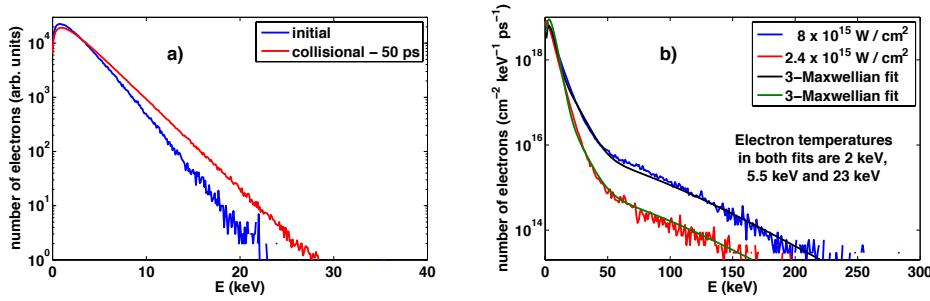 a)
initial
collisional − 50 ps
number of electrons (arb. units)
10^4
10^3
10^2
10^1
10^0
0 10 20 30 40
E (keV)
b)
8 x 10^15 W / cm^2
2.4 x 10^15 W / cm^2
3−Maxwellian fit
3−Maxwellian fit
Electron temperatures
in both fits are 2 keV,
5.5 keV and 23 keV
number of electrons (cm^−2 keV^−1 ps^−1)
10^18
10^16
10^14
0 50 100 150 200 250 300
E (keV)